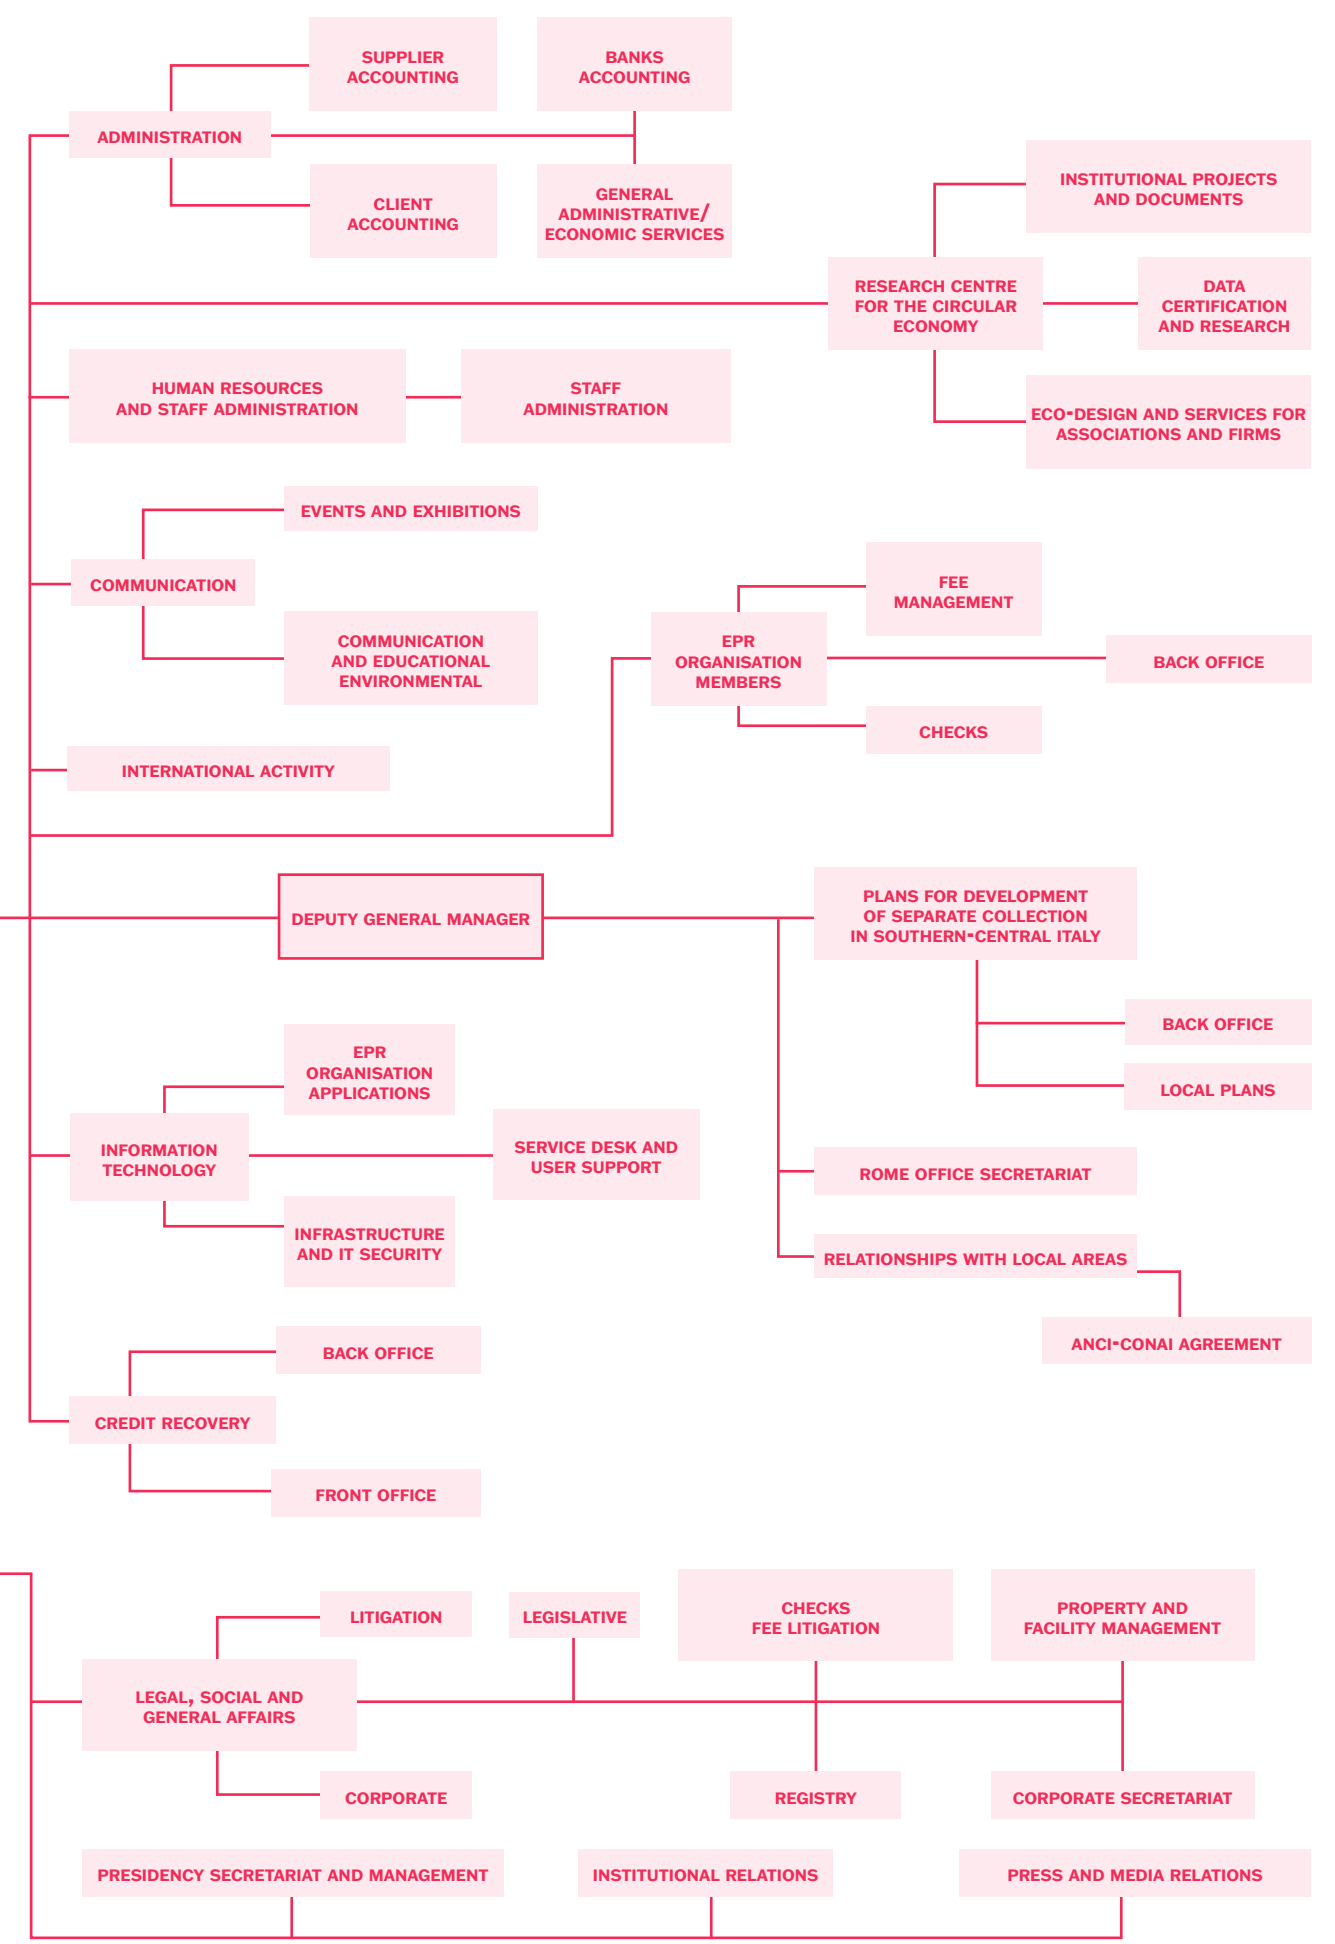 SUPPLIER
ACCOUNTING
BANKS
ACCOUNTING
ADMINISTRATION
CLIENT
ACCOUNTING
GENERAL
ADMINISTRATIVE/
ECONOMIC SERVICES
INSTITUTIONAL PROJECTS
AND DOCUMENTS
RESEARCH CENTRE
FOR THE CIRCULAR
ECONOMY
DATA
CERTIFICATION
AND RESEARCH
ECO-DESIGN AND SERVICES FOR
ASSOCIATIONS AND FIRMS
HUMAN RESOURCES
AND STAFF ADMINISTRATION
STAFF
ADMINISTRATION
EVENTS AND EXHIBITIONS
COMMUNICATION
COMMUNICATION
AND EDUCATIONAL
ENVIRONMENTAL
FEE
MANAGEMENT
EPR
ORGANISATION
MEMBERS
BACK OFFICE
CHECKS
INTERNATIONAL ACTIVITY
DEPUTY GENERAL MANAGER
PLANS FOR DEVELOPMENT
OF SEPARATE COLLECTION
IN SOUTHERN-CENTRAL ITALY
BACK OFFICE
LOCAL PLANS
EPR
ORGANISATION
APPLICATIONS
INFORMATION
TECHNOLOGY
SERVICE DESK AND
USER SUPPORT
INFRASTRUCTURE
AND IT SECURITY
ROME OFFICE SECRETARIAT
RELATIONSHIPS WITH LOCAL AREAS
ANCI-CONAI AGREEMENT
BACK OFFICE
CREDIT RECOVERY
FRONT OFFICE
LITIGATION
LEGISLATIVE
CHECKS
FEE LITIGATION
PROPERTY AND
FACILITY MANAGEMENT
LEGAL, SOCIAL AND
GENERAL AFFAIRS
CORPORATE
REGISTRY
CORPORATE SECRETARIAT
PRESIDENCY SECRETARIAT AND MANAGEMENT
INSTITUTIONAL RELATIONS
PRESS AND MEDIA RELATIONS